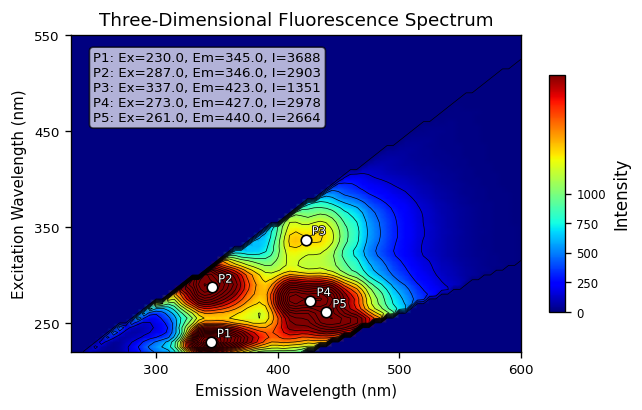 Three-Dimensional Fluorescence Spectrum
P1: Ex=230.0, Em=345.0, I=3688
P2: Ex=287.0, Em=346.0, I=2903
P3: Ex=337.0, Em=423.0, I=1351
P4: Ex=273.0, Em=427.0, I=2978
P5: Ex=261.0, Em=440.0, I=2664
550
450
350
250
Excitation Wavelength (nm)
P3
P2
P4
P5
P1
300
400
500
600
Emission Wavelength (nm)
1000
750
500
250
0
Intensity